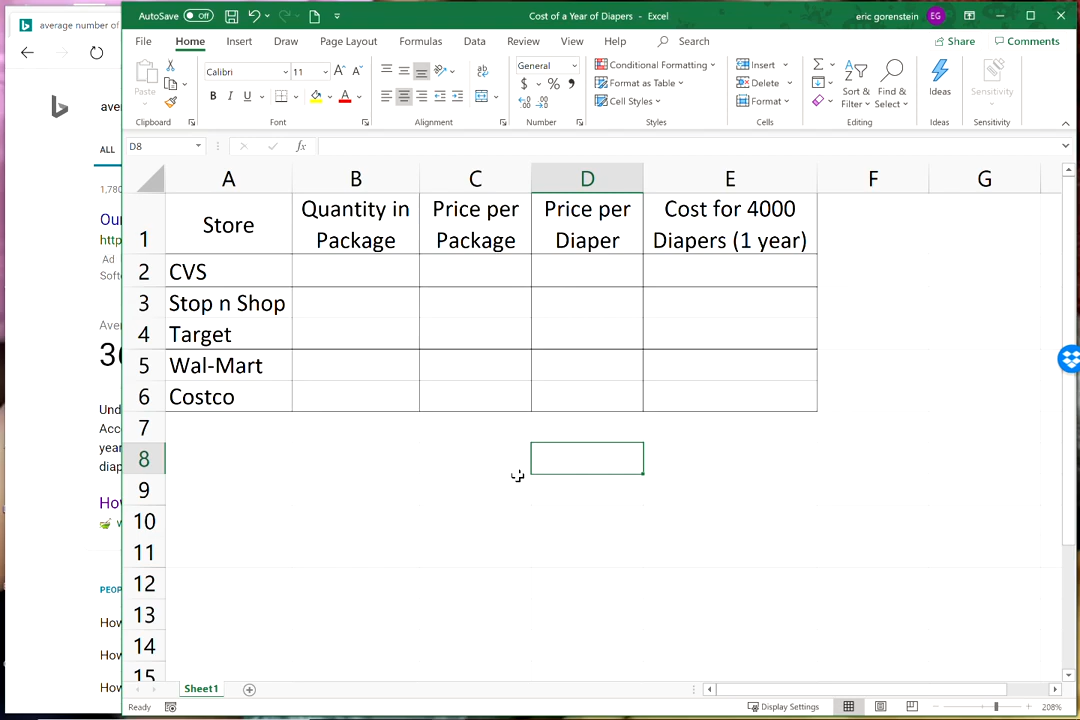 AutoSave Off
Cost of a Year of Diapers - Excel
eric gorenstein EG
File Home Insert Draw Page Layout Formulas Data Review View Help Search Share Comments
Paste
Calibri 11
B I U
General
$ % ,
Conditional Formatting
Format as Table
Cell Styles
Insert
Delete
Format
Sort & Filter
Find & Select
Ideas
Sensitivity
Clipboard Font Alignment Number Styles Cells Editing Ideas Sensitivity
D8 fx
A B C D E F G
1 Store Quantity in Package Price per Package Price per Diaper Cost for 4000 Diapers (1 year)
2 CVS
3 Stop n Shop
4 Target
5 Wal-Mart
6 Costco
7
8
9
10
11
12
13
14
15
Sheet1
Ready Display Settings 208%
average number of
ALL
1,780
Ad